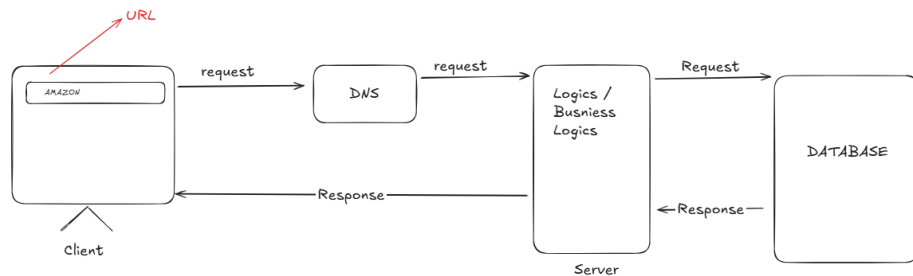 URL
AMAZON
request
DNS
request
Logics /
Busniess
Logics
Request
DATABASE
Response
Response
Client
Server